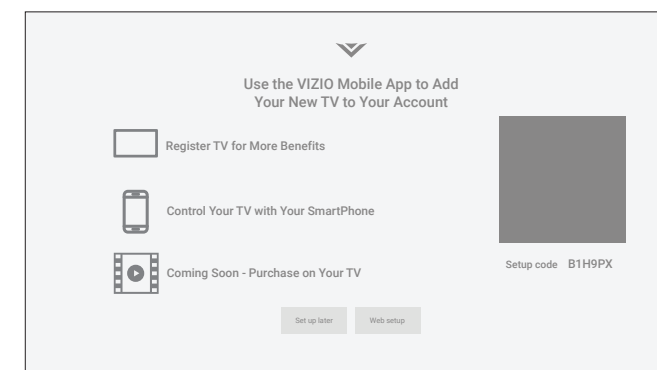 Use the VIZIO Mobile App to Add
Your New TV to Your Account
Register TV for More Benefits
Control Your TV with Your SmartPhone
Coming Soon - Purchase on Your TV
Setup code B1H9PX
Set up later
Web setup